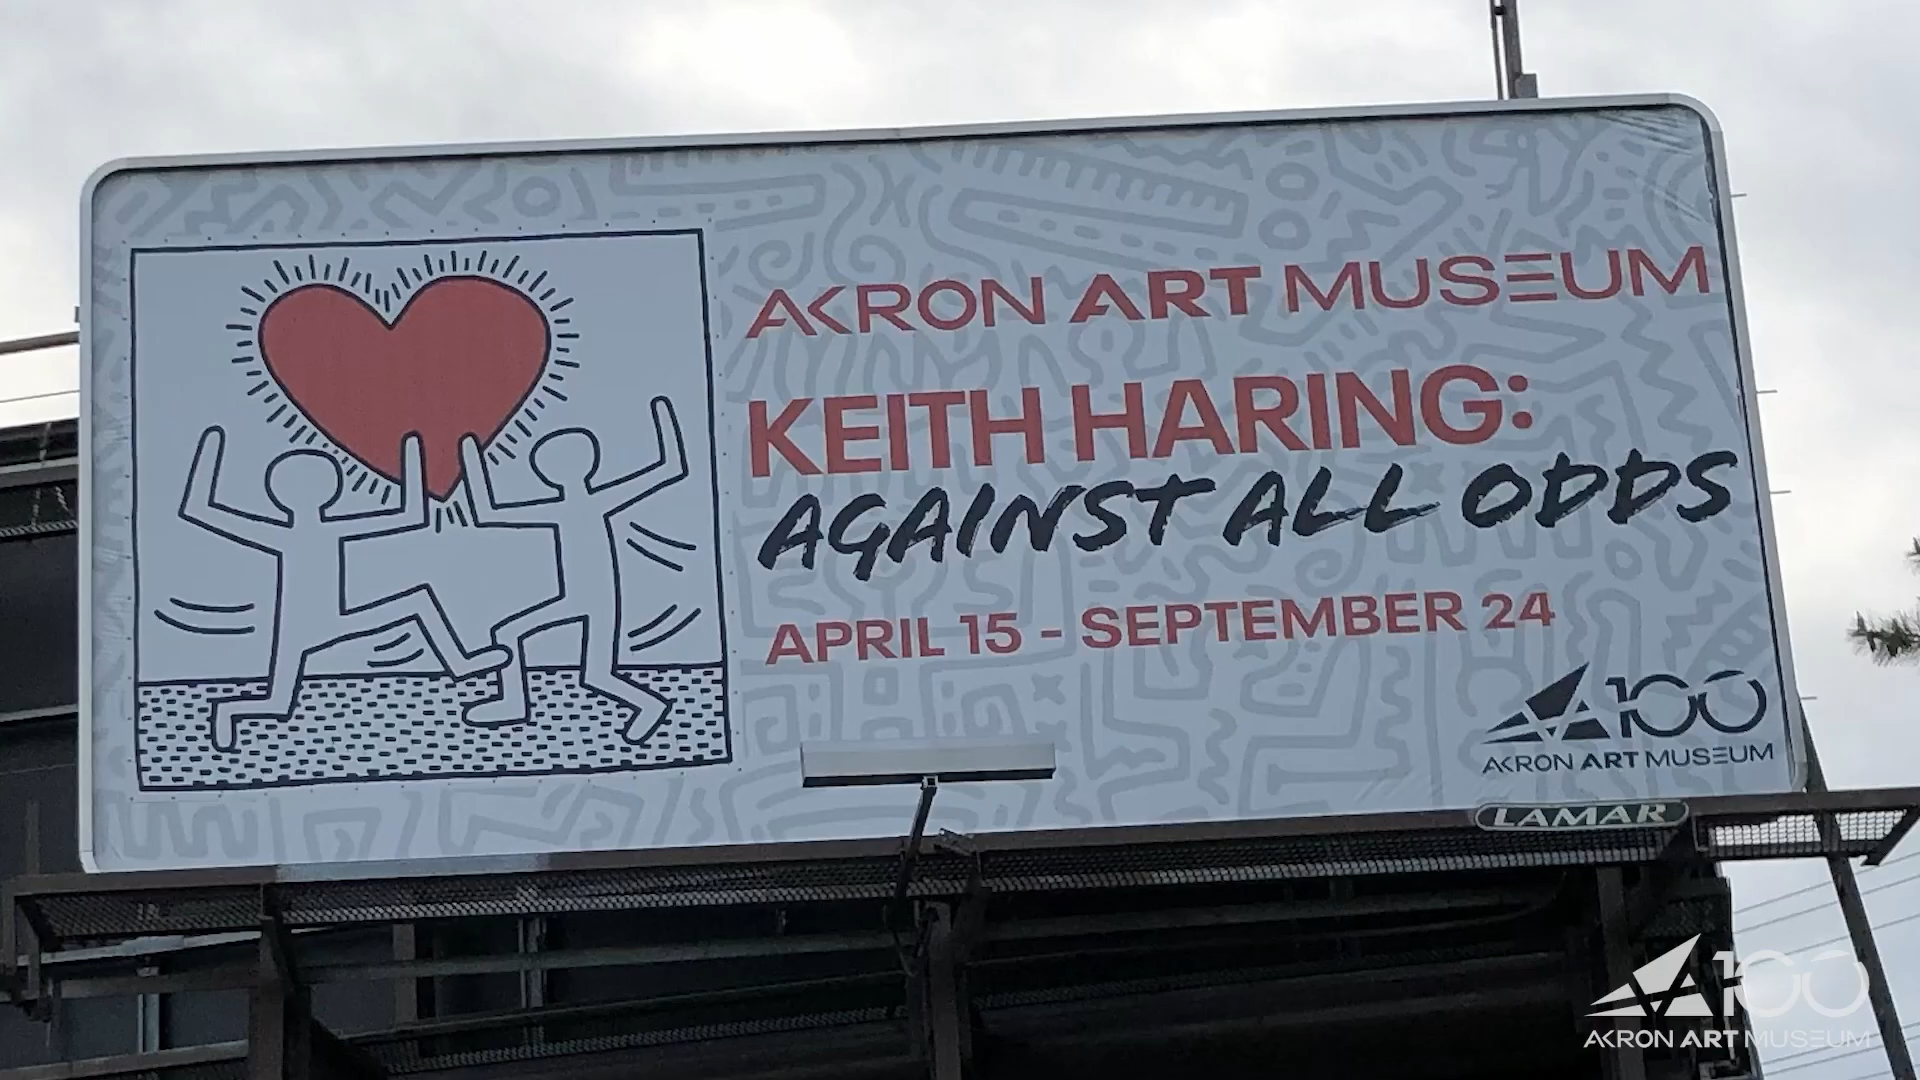 AKRON ART MUSEUM
KEITH HARING:
AGAINST ALL ODDS
APRIL 15 - SEPTEMBER 24
100
AKRON ART MUSEUM
LAMAR
100
AKRON ART MUSEUM